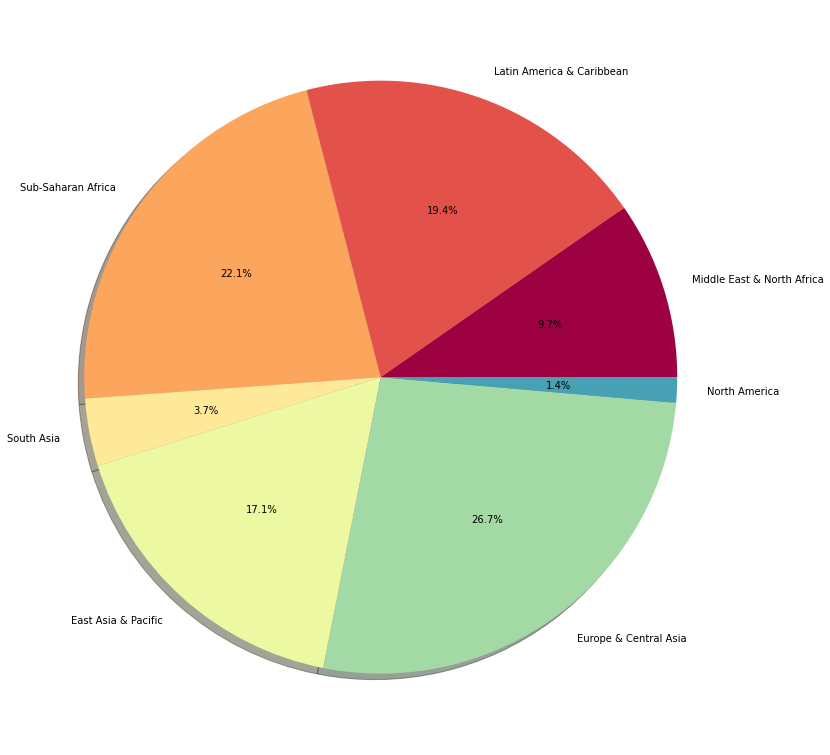 Latin America & Caribbean
Sub-Saharan Africa
19.4%
22.1%
Middle East & North Africa
9.7%
1.4%
North America
3.7%
South Asia
17.1%
26.7%
East Asia & Pacific
Europe & Central Asia